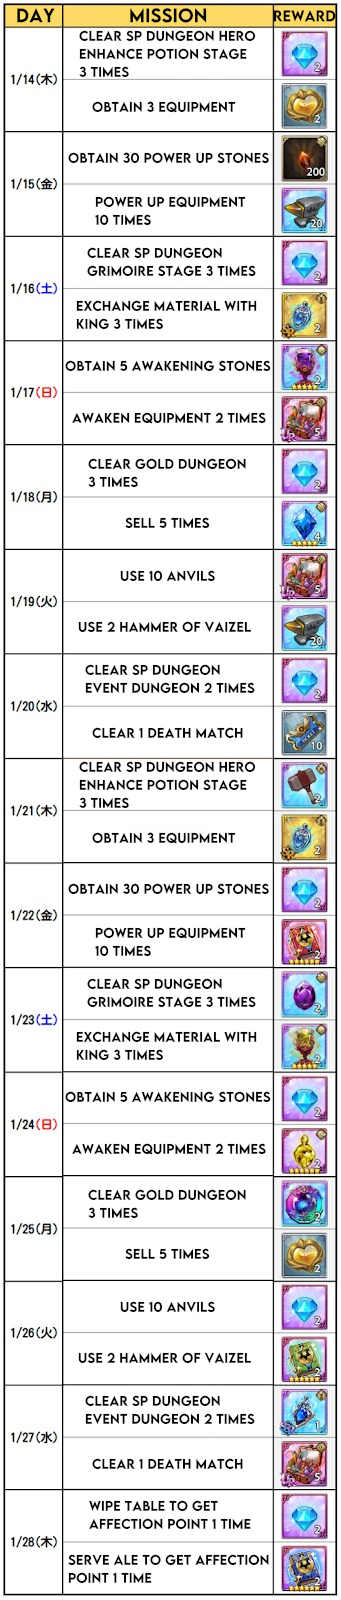 DAY MISSION REWARD
1/14(木)
CLEAR SP DUNGEON HERO
ENHANCE POTION STAGE
3 TIMES
2
OBTAIN 3 EQUIPMENT
2
1/15(金)
OBTAIN 30 POWER UP STONES
200
POWER UP EQUIPMENT
10 TIMES
20
1/16(土)
CLEAR SP DUNGEON
GRIMOIRE STAGE 3 TIMES
2
EXCHANGE MATERIAL WITH
KING 3 TIMES
2
1/17(日)
OBTAIN 5 AWAKENING STONES
2
AWAKEN EQUIPMENT 2 TIMES
5
1/18(月)
CLEAR GOLD DUNGEON
3 TIMES
2
SELL 5 TIMES
4
1/19(火)
USE 10 ANVILS
5
USE 2 HAMMER OF VAIZEL
20
1/20(水)
CLEAR SP DUNGEON
EVENT DUNGEON 2 TIMES
2
CLEAR 1 DEATH MATCH
10
1/21(木)
CLEAR SP DUNGEON HERO
ENHANCE POTION STAGE
3 TIMES
2
OBTAIN 3 EQUIPMENT
2
1/22(金)
OBTAIN 30 POWER UP STONES
2
POWER UP EQUIPMENT
10 TIMES
2
1/23(土)
CLEAR SP DUNGEON
GRIMOIRE STAGE 3 TIMES
2
EXCHANGE MATERIAL WITH
KING 3 TIMES
2
1/24(日)
OBTAIN 5 AWAKENING STONES
2
AWAKEN EQUIPMENT 2 TIMES
2
1/25(月)
CLEAR GOLD DUNGEON
3 TIMES
2
SELL 5 TIMES
2
1/26(火)
USE 10 ANVILS
2
USE 2 HAMMER OF VAIZEL
2
1/27(水)
CLEAR SP DUNGEON
EVENT DUNGEON 2 TIMES
1
CLEAR 1 DEATH MATCH
5
1/28(木)
WIPE TABLE TO GET
AFFECTION POINT 1 TIME
2
SERVE ALE TO GET AFFECTION
POINT 1 TIME
2